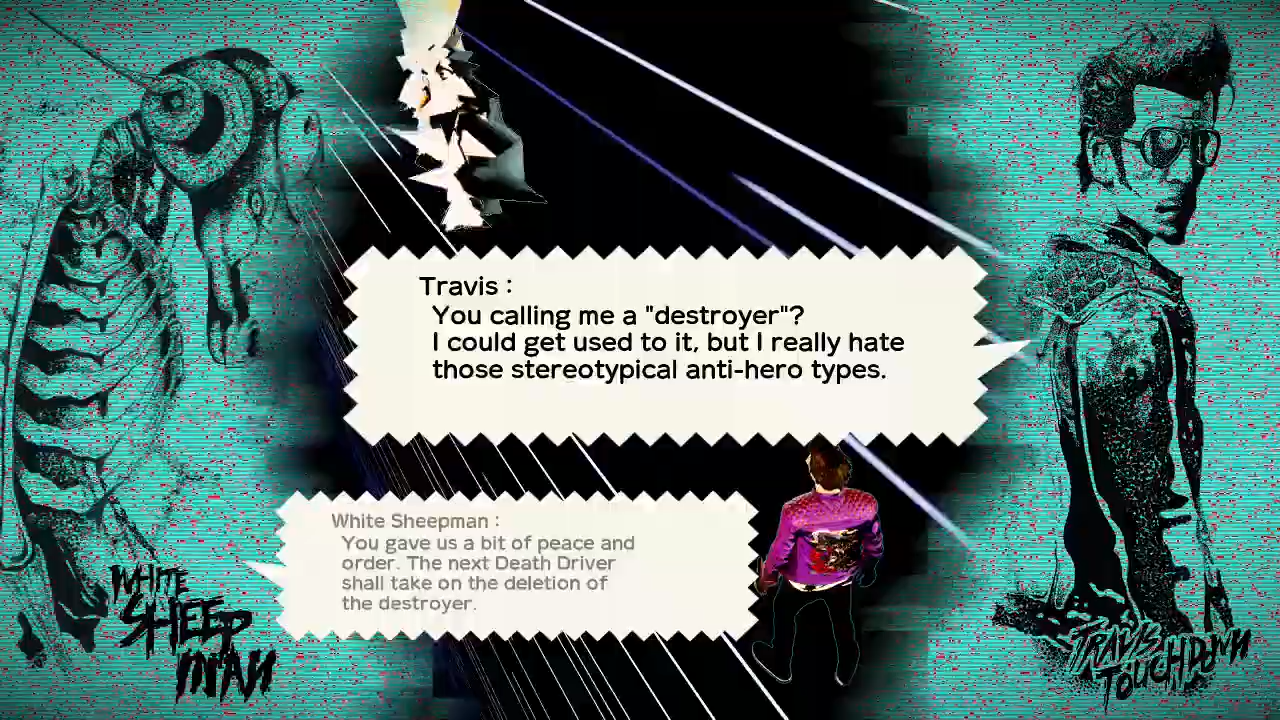 Travis :
You calling me a "destroyer"?
I could get used to it, but I really hate
those stereotypical anti-hero types.
White Sheepman :
You gave us a bit of peace and
order. The next Death Driver
shall take on the deletion of
the destroyer.
WHITE
SHEEP
MAN
TRAVIS
TOUCHDOWN